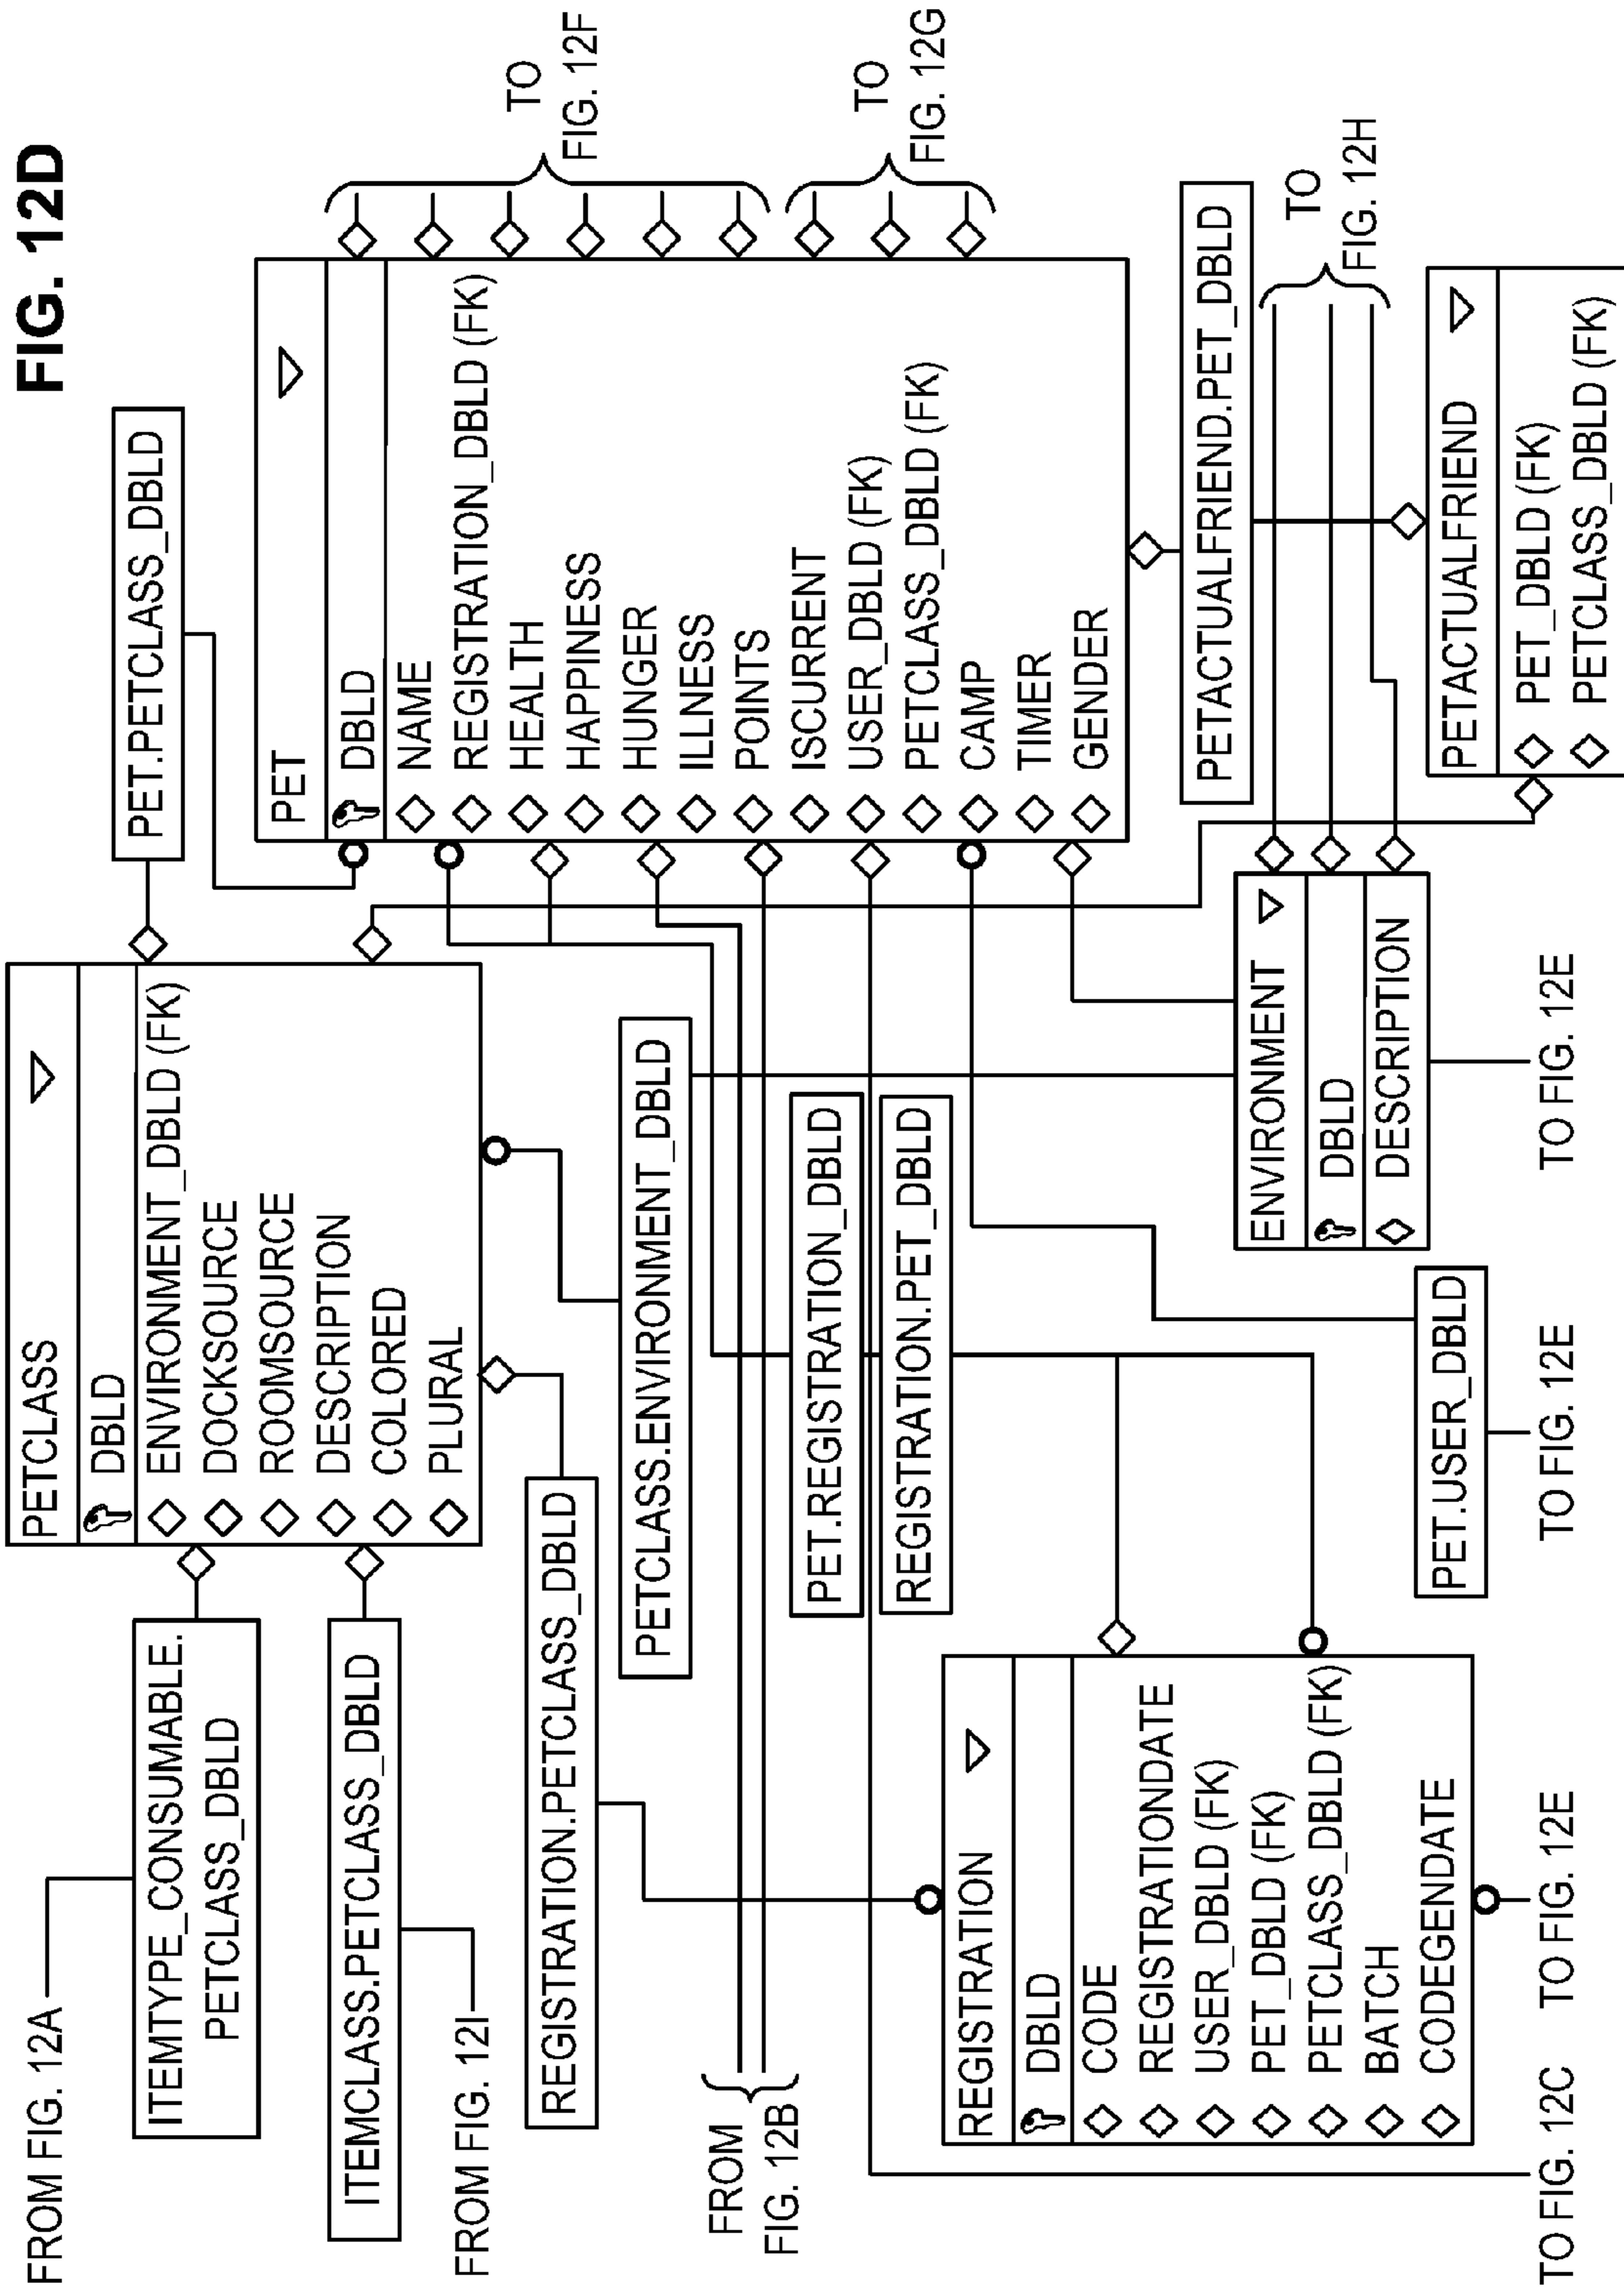 FIG. 12D
FROM FIG. 12A
ITEMTYPE_CONSUMABLE.
PETCLASS_DBLD
ITEMCLASS.PETCLASS_DBLD
FROM FIG. 12I
PETCLASS
DBLD
ENVIRONMENT_DBLD (FK)
DOCKSOURCE
ROOMSOURCE
DESCRIPTION
COLORED
PLURAL
PET.PETCLASS_DBLD
REGISTRATION.PETCLASS_DBLD
PETCLASS.ENVIRONMENT_DBLD
FROM
FIG. 12B
PET.REGISTRATION_DBLD
REGISTRATION.PET_DBLD
PET
DBLD
NAME
REGISTRATION_DBLD (FK)
HEALTH
HAPPINESS
HUNGER
ILLNESS
POINTS
ISCURRENT
USER_DBLD (FK)
PETCLASS_DBLD (FK)
CAMP
TIMER
GENDER
TO
FIG. 12F
TO
FIG. 12G
REGISTRATION
DBLD
CODE
REGISTRATIONDATE
USER_DBLD (FK)
PET_DBLD (FK)
PETCLASS_DBLD (FK)
BATCH
CODEGENDATE
PET.USER_DBLD
ENVIRONMENT
DBLD
DESCRIPTION
PETACTUALFRIEND.PET_DBLD
TO
FIG. 12H
PETACTUALFRIEND
PET_DBLD (FK)
PETCLASS_DBLD (FK)
TO FIG. 12C
TO FIG. 12E
TO FIG. 12E
TO FIG. 12E